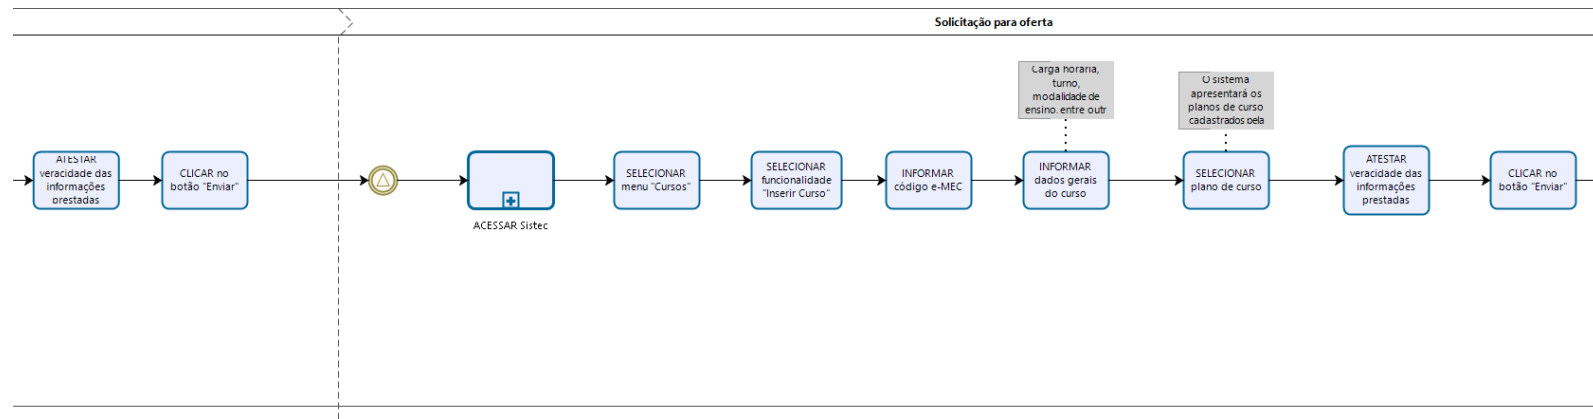 Solicitação para oferta
Carga horária,
turno,
modalidade de
ensino, entre outr
O sistema
apresentará os
planos de curso
cadastrados pela
ATESTAR
veracidade das
informações
prestadas
CLICAR no
botão "Enviar"
ACESSAR Sistec
SELECIONAR
menu "Cursos"
SELECIONAR
funcionalidade
"Inserir Curso"
INFORMAR
código e-MEC
INFORMAR
dados gerais
do curso
SELECIONAR
plano de curso
ATESTAR
veracidade das
informações
prestadas
CLICAR no
botão "Enviar"